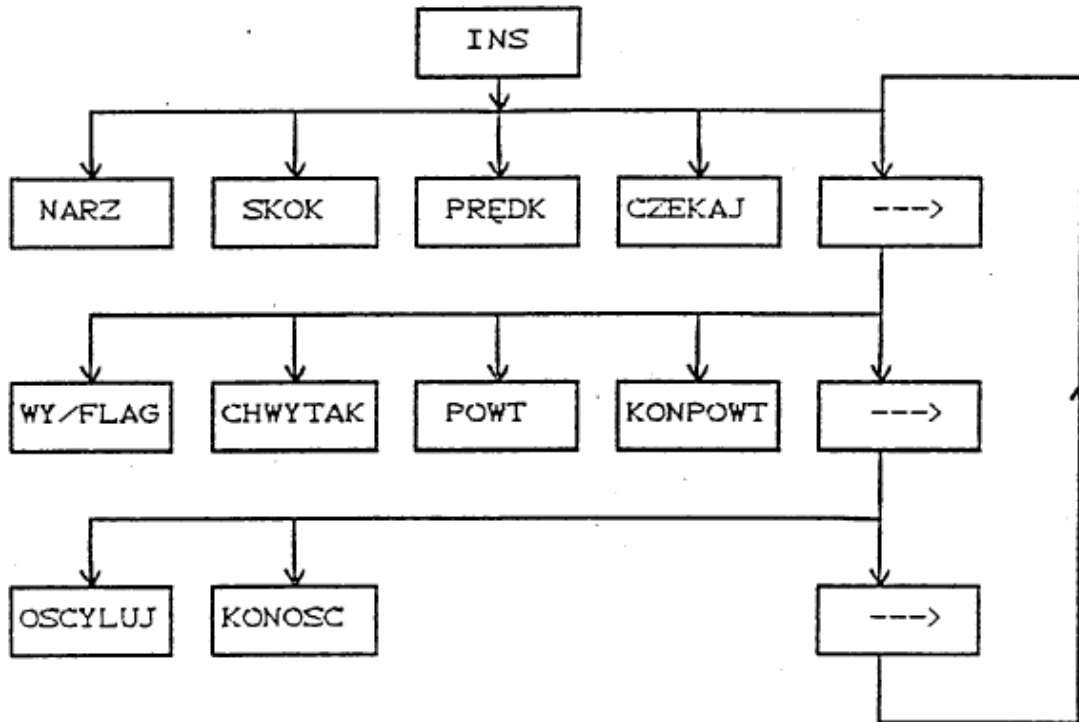 INS
NARZ SKOK PRĘDK CZEKAJ --->
WY/FLAG CHWYTAK POWT KONPOWT --->
OSCYLUJ KONOSC --->